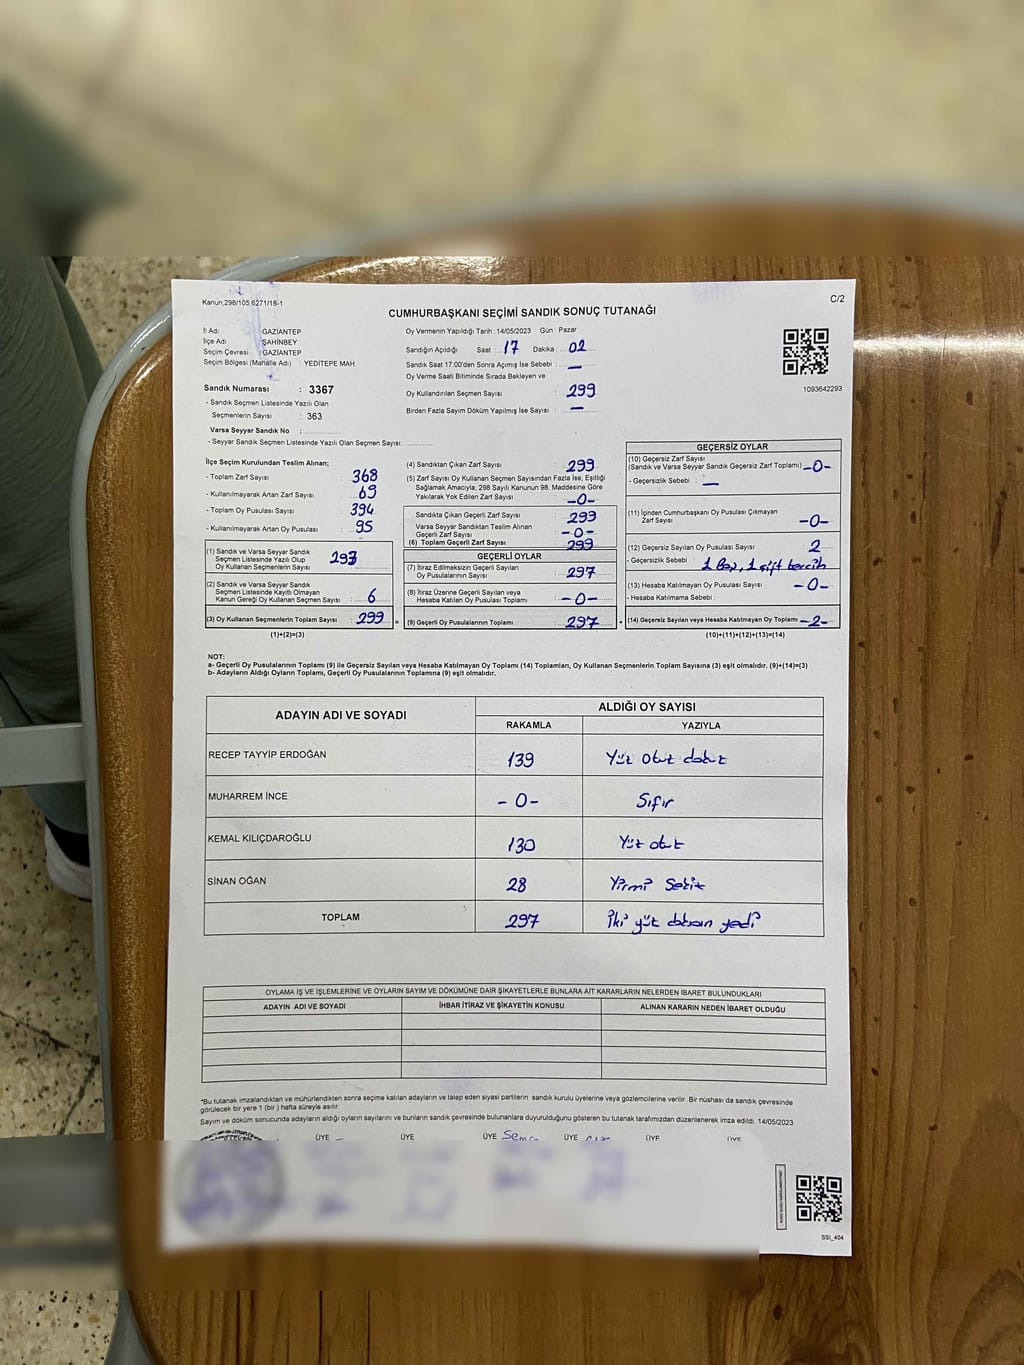 Kanun,298/105,6271/18-1
C/2
CUMHURBAŞKANI SEÇİMİ SANDIK SONUÇ TUTANAĞI
İl Adı : GAZİANTEP
İlçe Adı : ŞAHİNBEY
Seçim Çevresi : GAZİANTEP
Seçim Bölgesi (Mahalle Adı) : YEDİTEPE MAH
Sandık Numarası : 3367
- Sandık Seçmen Listesinde Yazılı Olan
Seçmenlerin Sayısı : 363
Varsa Seyyar Sandık No :
- Seyyar Sandık Seçmen Listesinde Yazılı Olan Seçmen Sayısı:
Oy Vermenin Yapıldığı Tarih : 14/05/2023 Gün : Pazar
Sandığın Açıldığı Saat : 17 Dakika : 02
Sandık Saat 17:00'den Sonra Açımış İse Sebebi : —
Oy Verme Saati Bitiminde Sırada Bekleyen ve
Oy Kullandırılan Seçmen Sayısı : 299
Birden Fazla Sayım Döküm Yapılmış İse Sayısı : —
1093642293
İlçe Seçim Kurulundan Teslim Alınan;
- Toplam Zarf Sayısı : 368
- Kullanılmayarak Artan Zarf Sayısı : 69
- Toplam Oy Pusulası Sayısı : 394
- Kullanılmayarak Artan Oy Pusulası : 95
(1) Sandık ve Varsa Seyyar Sandık
Seçmen Listesinde Yazılı Olup
Oy Kullanan Seçmenlerin Sayısı : 293
(2) Sandık ve Varsa Seyyar Sandık
Seçmen Listesinde Kayıtlı Olmayan
Kanun Gereği Oy Kullanan Seçmen Sayısı : 6
(3) Oy Kullanan Seçmenlerin Toplam Sayısı : 299
(1)+(2)=(3)
(4) Sandıktan Çıkan Zarf Sayısı : 299
(5) Zarf Sayısı Oy Kullanan Seçmen Sayısından Fazla İse, Eşitliği
Sağlamak Amacıyla, 298 Sayılı Kanunun 98. Maddesine Göre
Yakılarak Yok Edilen Zarf Sayısı : -0-
Sandıkta Çıkan Geçerli Zarf Sayısı : 299
Varsa Seyyar Sandıktan Teslim Alınan
Geçerli Zarf Sayısı : -0-
(6) Toplam Geçerli Zarf Sayısı : 299
GEÇERLİ OYLAR
(7) İtiraz Edilmeksizin Geçerli Sayılan
Oy Pusulalarının Sayısı : 297
(8) İtiraz Üzerine Geçerli Sayılan veya
Hesaba Katılan Oy Pusulası Toplamı : -0-
(9) Geçerli Oy Pusulalarının Toplamı : 297
GEÇERSİZ OYLAR
(10) Geçersiz Zarf Sayısı
(Sandık ve Varsa Seyyar Sandık Geçersiz Zarf Toplamı) -0-
- Geçersizlik Sebebi : —
(11) İçinden Cumhurbaşkanı Oy Pusulası Çıkmayan
Zarf Sayısı -0-
(12) Geçersiz Sayılan Oy Pusulası Sayısı : 2
- Geçersizlik Sebebi : 1 Boş, 1 çift tercih
(13) Hesaba Katılmayan Oy Pusulası Sayısı : -0-
- Hesaba Katılmama Sebebi :
(14) Geçersiz Sayılan veya Hesaba Katılmayan Oy Toplamı -2-
(10)+(11)+(12)+(13)=(14)
NOT:
a- Geçerli Oy Pusulalarının Toplamı (9) ile Geçersiz Sayılan veya Hesaba Katılmayan Oy Toplamı (14) Toplamları, Oy Kullanan Seçmenlerin Toplam Sayısına (3) eşit olmalıdır. (9)+(14)=(3)
b- Adayların Aldığı Oyların Toplamı, Geçerli Oy Pusulalarının Toplamına (9) eşit olmalıdır.
ADAYIN ADI VE SOYADI
ALDIĞI OY SAYISI
RAKAMLA YAZIYLA
RECEP TAYYİP ERDOĞAN 139 Yüz otuz dokuz
MUHARREM İNCE - 0 - Sıfır
KEMAL KILIÇDAROĞLU 130 Yüz otuz
SİNAN OĞAN 28 Yirmi Sekiz
TOPLAM 297 İki yüz doksan yedi
OYLAMA İŞ VE İŞLEMLERİNE VE OYLARIN SAYIM VE DÖKÜMÜNE DAİR ŞİKAYETLERLE BUNLARA AİT KARARLARIN NELERDEN İBARET BULUNDUKLARI
ADAYIN ADI VE SOYADI İHBAR İTİRAZ VE ŞİKAYETİN KONUSU ALINAN KARARIN NEDEN İBARET OLDUĞU
*Bu tutanak imzalandıktan ve mühürlendikten sonra seçime katılan adayların ve talep eden siyasi partilerin sandık kurulu üyelerine veya gözlemcilerine verilir. Bir nüshası da sandık çevresinde
görülecek bir yere 1 (bir ) hafta süreyle asılır.
Sayım ve döküm sonucunda adayların aldığı oyların sayılarını ve bunların sandık çevresinde bulunanlara duyurulduğunu gösteren bu tutanak tarafımızdan düzenlenerek imza edildi. 14/05/2023
ÜYE ÜYE ÜYE ÜYE ÜYE ÜYE
SSI_404